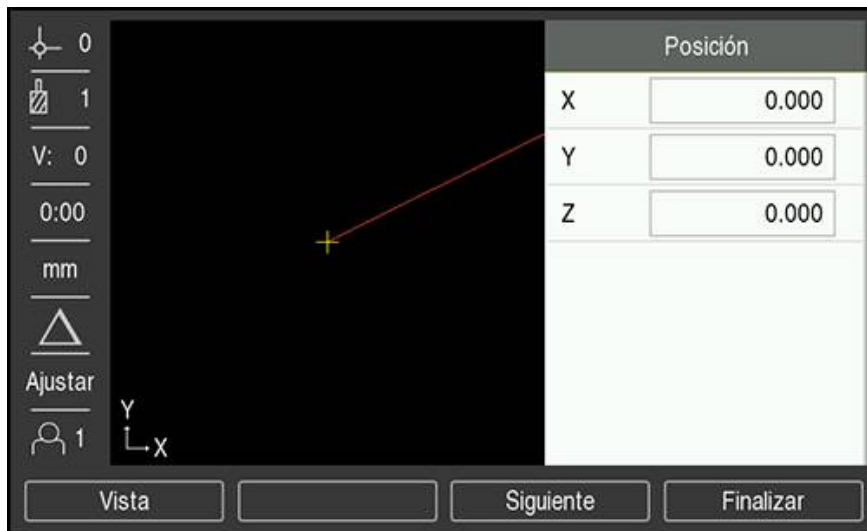 0
1
V: 0
0:00
mm
Ajustar
1
Y
X
Posición
X 0.000
Y 0.000
Z 0.000
Vista
Siguiente
Finalizar